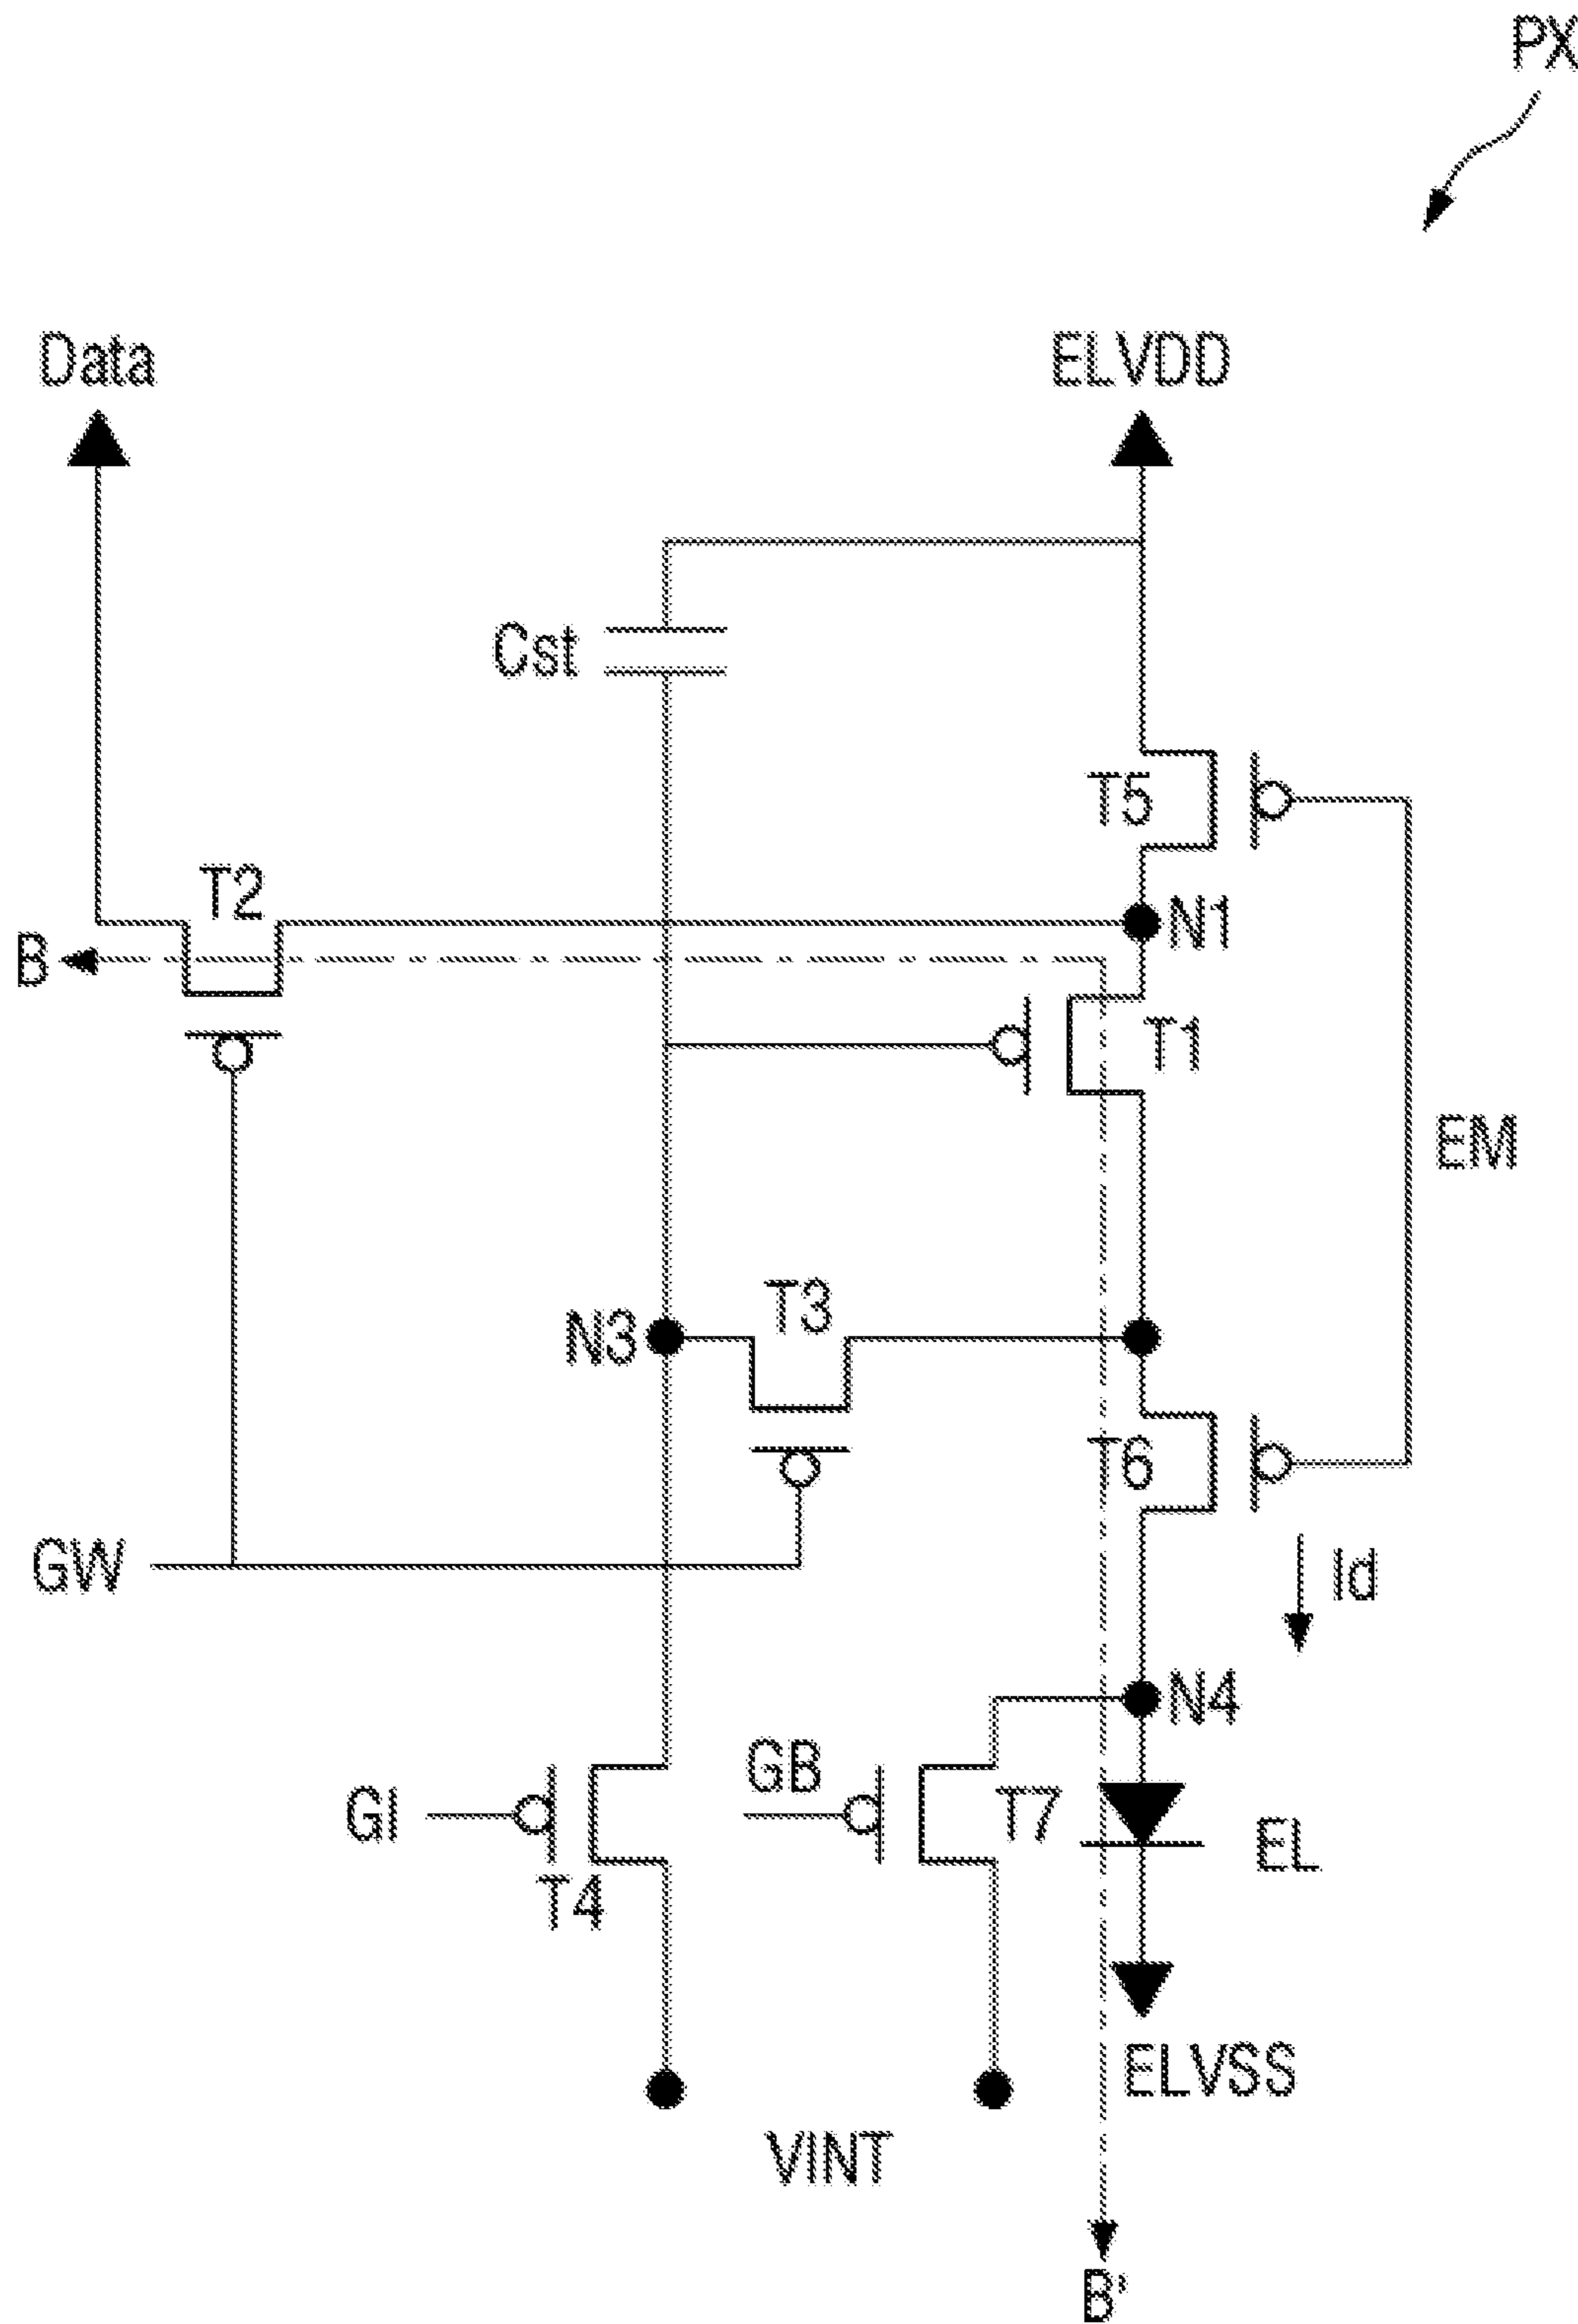 PX
Data
ELVDD
Cst
T5
T2
N1
B
T1
EM
T3
N3
T6
GW
Id
N4
GB
GI
T7
EL
T4
ELVSS
VINT
B'